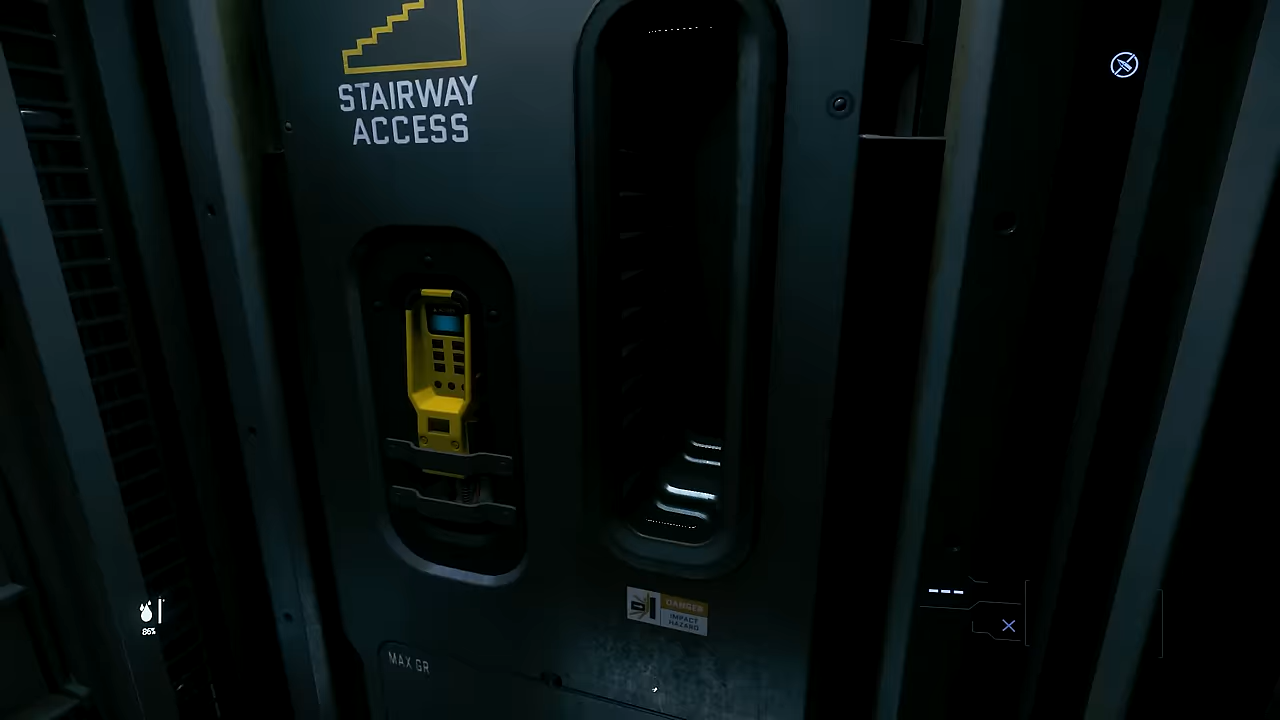 STAIRWAY
ACCESS
DANGER
IMPACT
HAZARD
86%
MAX GR